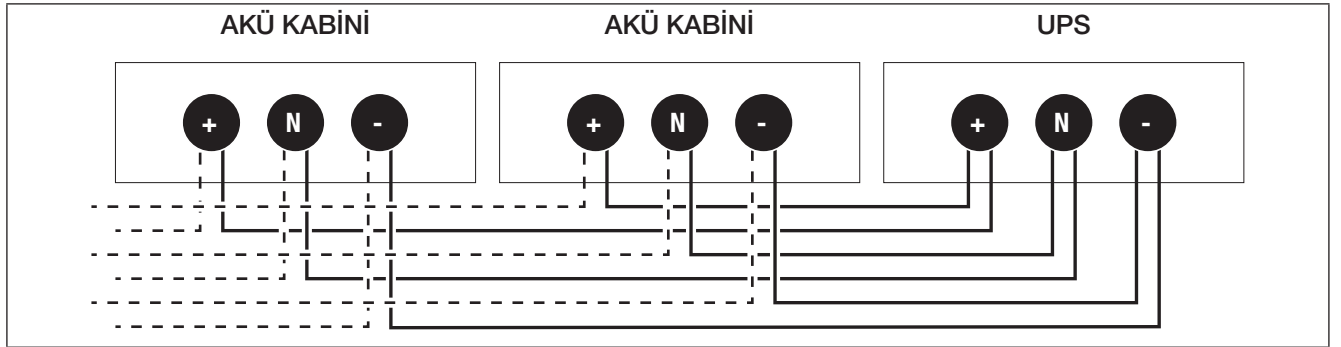 AKÜ KABİNİ AKÜ KABİNİ UPS
+ N - + N - + N -